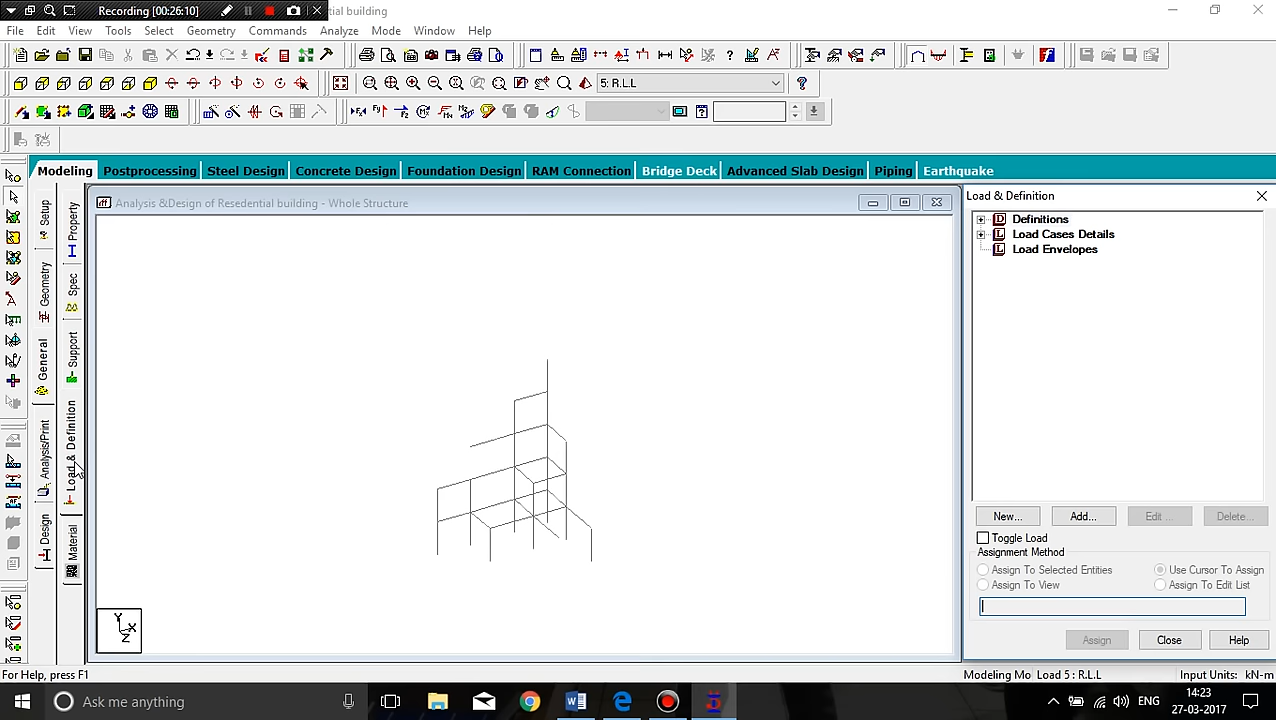 Recording [00:26:10]
tial building
File Edit View Tools Select Geometry Commands Analyze Mode Window Help
5: R.L.L
Modeling Postprocessing Steel Design Concrete Design Foundation Design RAM Connection Bridge Deck Advanced Slab Design Piping Earthquake
Setup
Geometry
General
Analysis/Print
Design
Property
Spec
Support
Load & Definition
Material
Analysis &Design of Resedential building - Whole Structure
Y
X
Z
Load & Definition
Definitions
Load Cases Details
Load Envelopes
New... Add... Edit ... Delete...
Toggle Load
Assignment Method
Assign To Selected Entities Use Cursor To Assign
Assign To View Assign To Edit List
Assign Close Help
For Help, press F1 Modeling Mo Load 5 : R.L.L Input Units: kN-m
Ask me anything ENG 14:23
27-03-2017